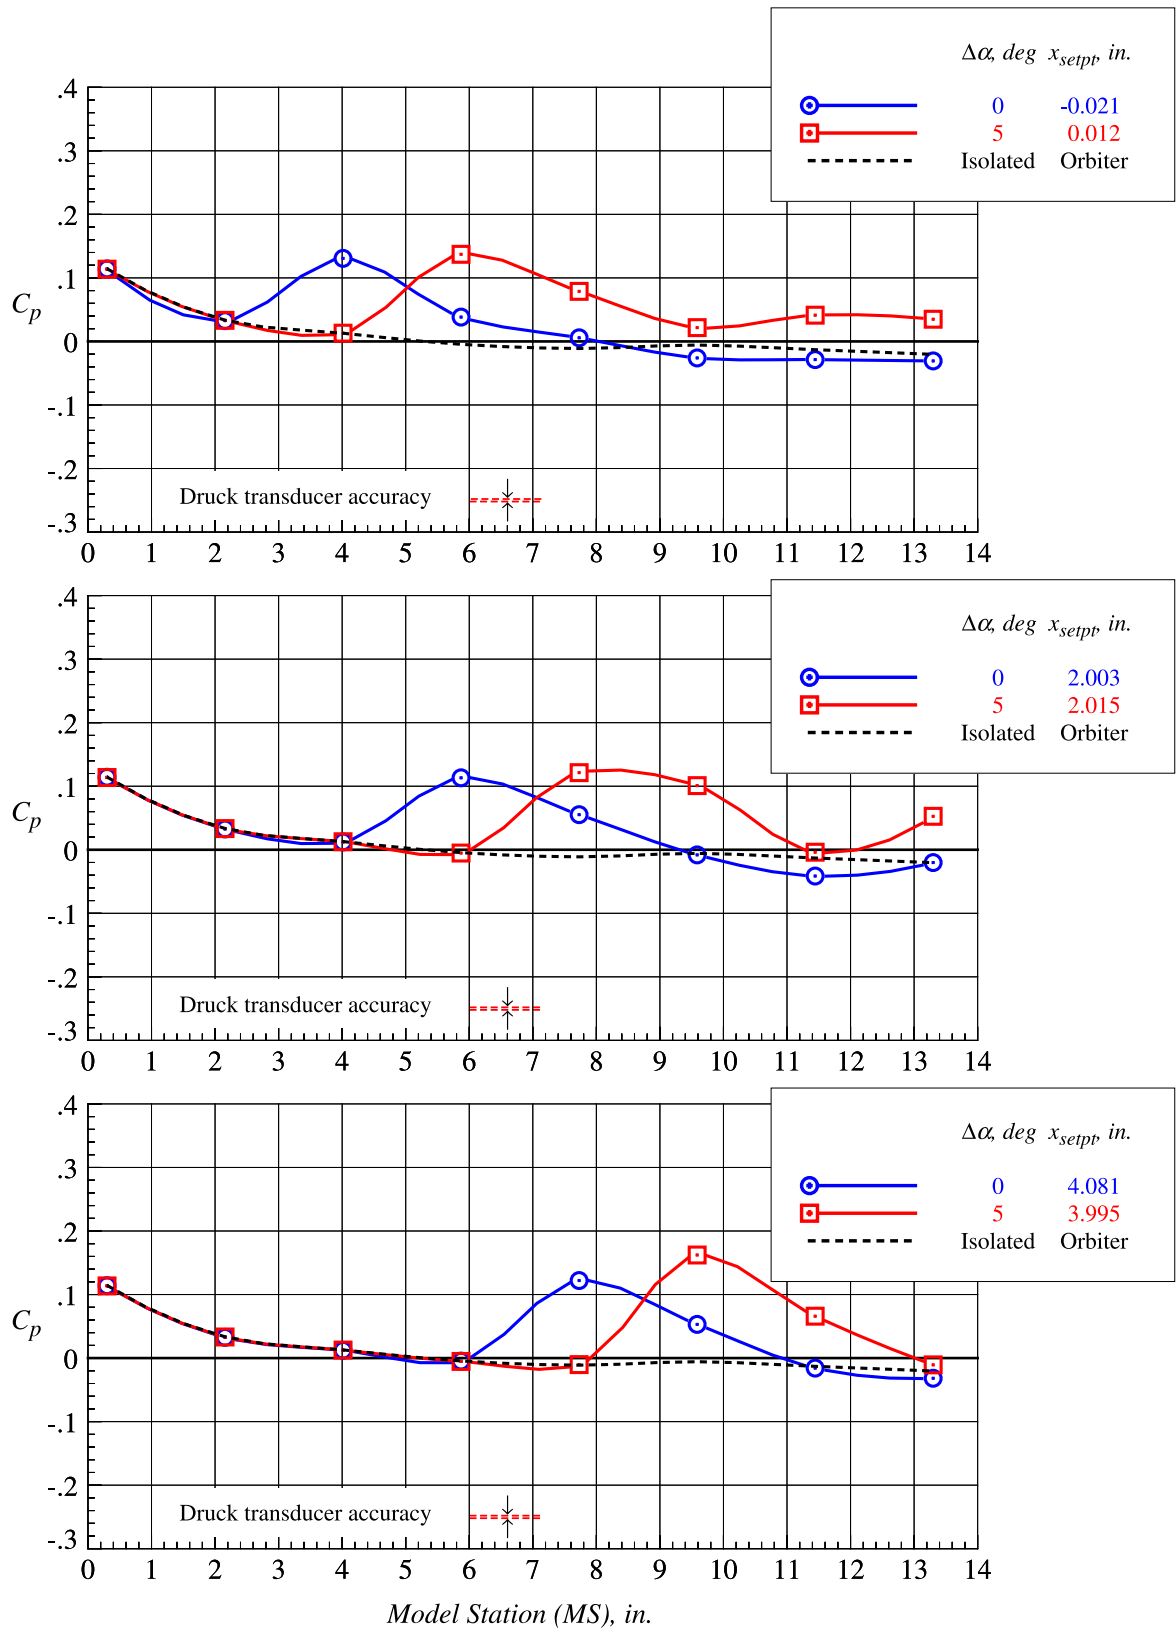 Δα, deg x_setpt, in.
0 -0.021
5 0.012
Isolated Orbiter
.4
.3
.2
.1
0
-.1
-.2
-.3
C_p
Druck transducer accuracy
0 1 2 3 4 5 6 7 8 9 10 11 12 13 14
Δα, deg x_setpt, in.
0 2.003
5 2.015
Isolated Orbiter
.4
.3
.2
.1
0
-.1
-.2
-.3
C_p
Druck transducer accuracy
0 1 2 3 4 5 6 7 8 9 10 11 12 13 14
Δα, deg x_setpt, in.
0 4.081
5 3.995
Isolated Orbiter
.4
.3
.2
.1
0
-.1
-.2
-.3
C_p
Druck transducer accuracy
0 1 2 3 4 5 6 7 8 9 10 11 12 13 14
Model Station (MS), in.